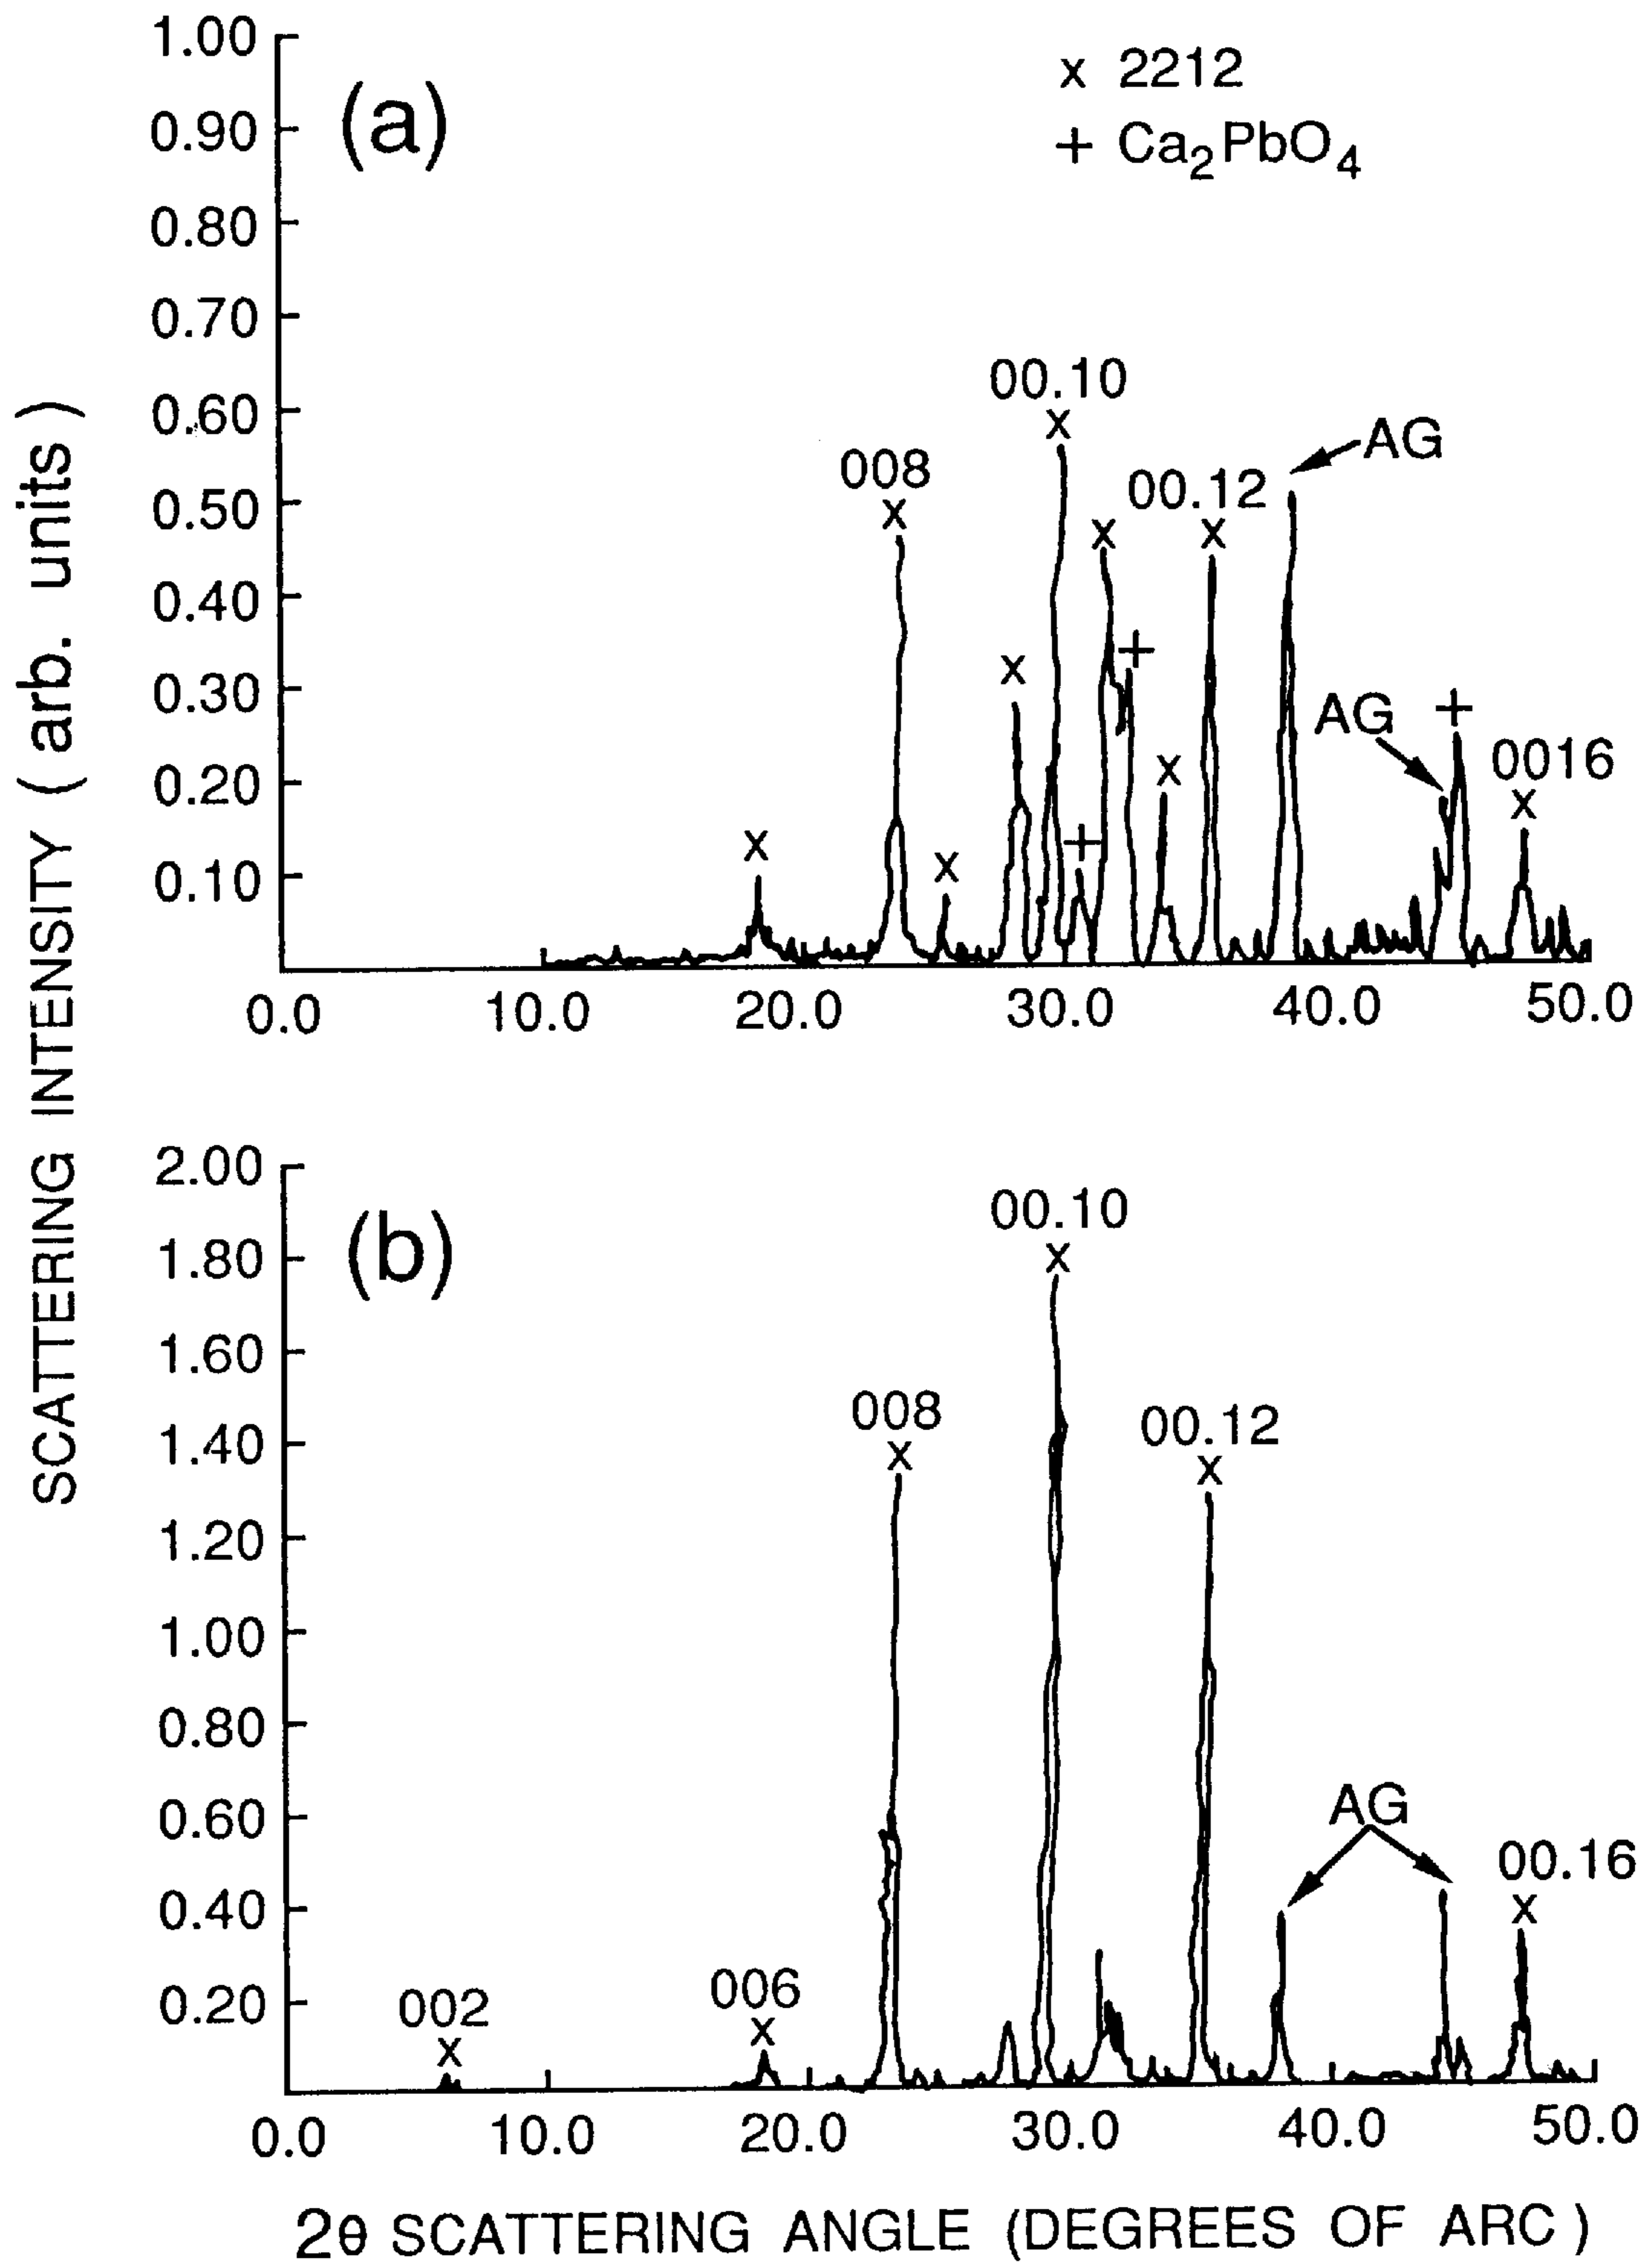 SCATTERING INTENSITY ( arb. units )
(a)
x 2212
+ Ca₂PbO₄
1.00
0.90
0.80
0.70
0.60
0.50
0.40
0.30
0.20
0.10
00.10
x
008
x
00.12
x
x
AG
x
+
AG
+
x
0016
x
x
x
+
0.0 10.0 20.0 30.0 40.0 50.0
(b)
2.00
1.80
1.60
1.40
1.20
1.00
0.80
0.60
0.40
0.20
00.10
x
008
x
00.12
x
AG
00.16
x
006
x
002
x
0.0 10.0 20.0 30.0 40.0 50.0
2θ SCATTERING ANGLE (DEGREES OF ARC )